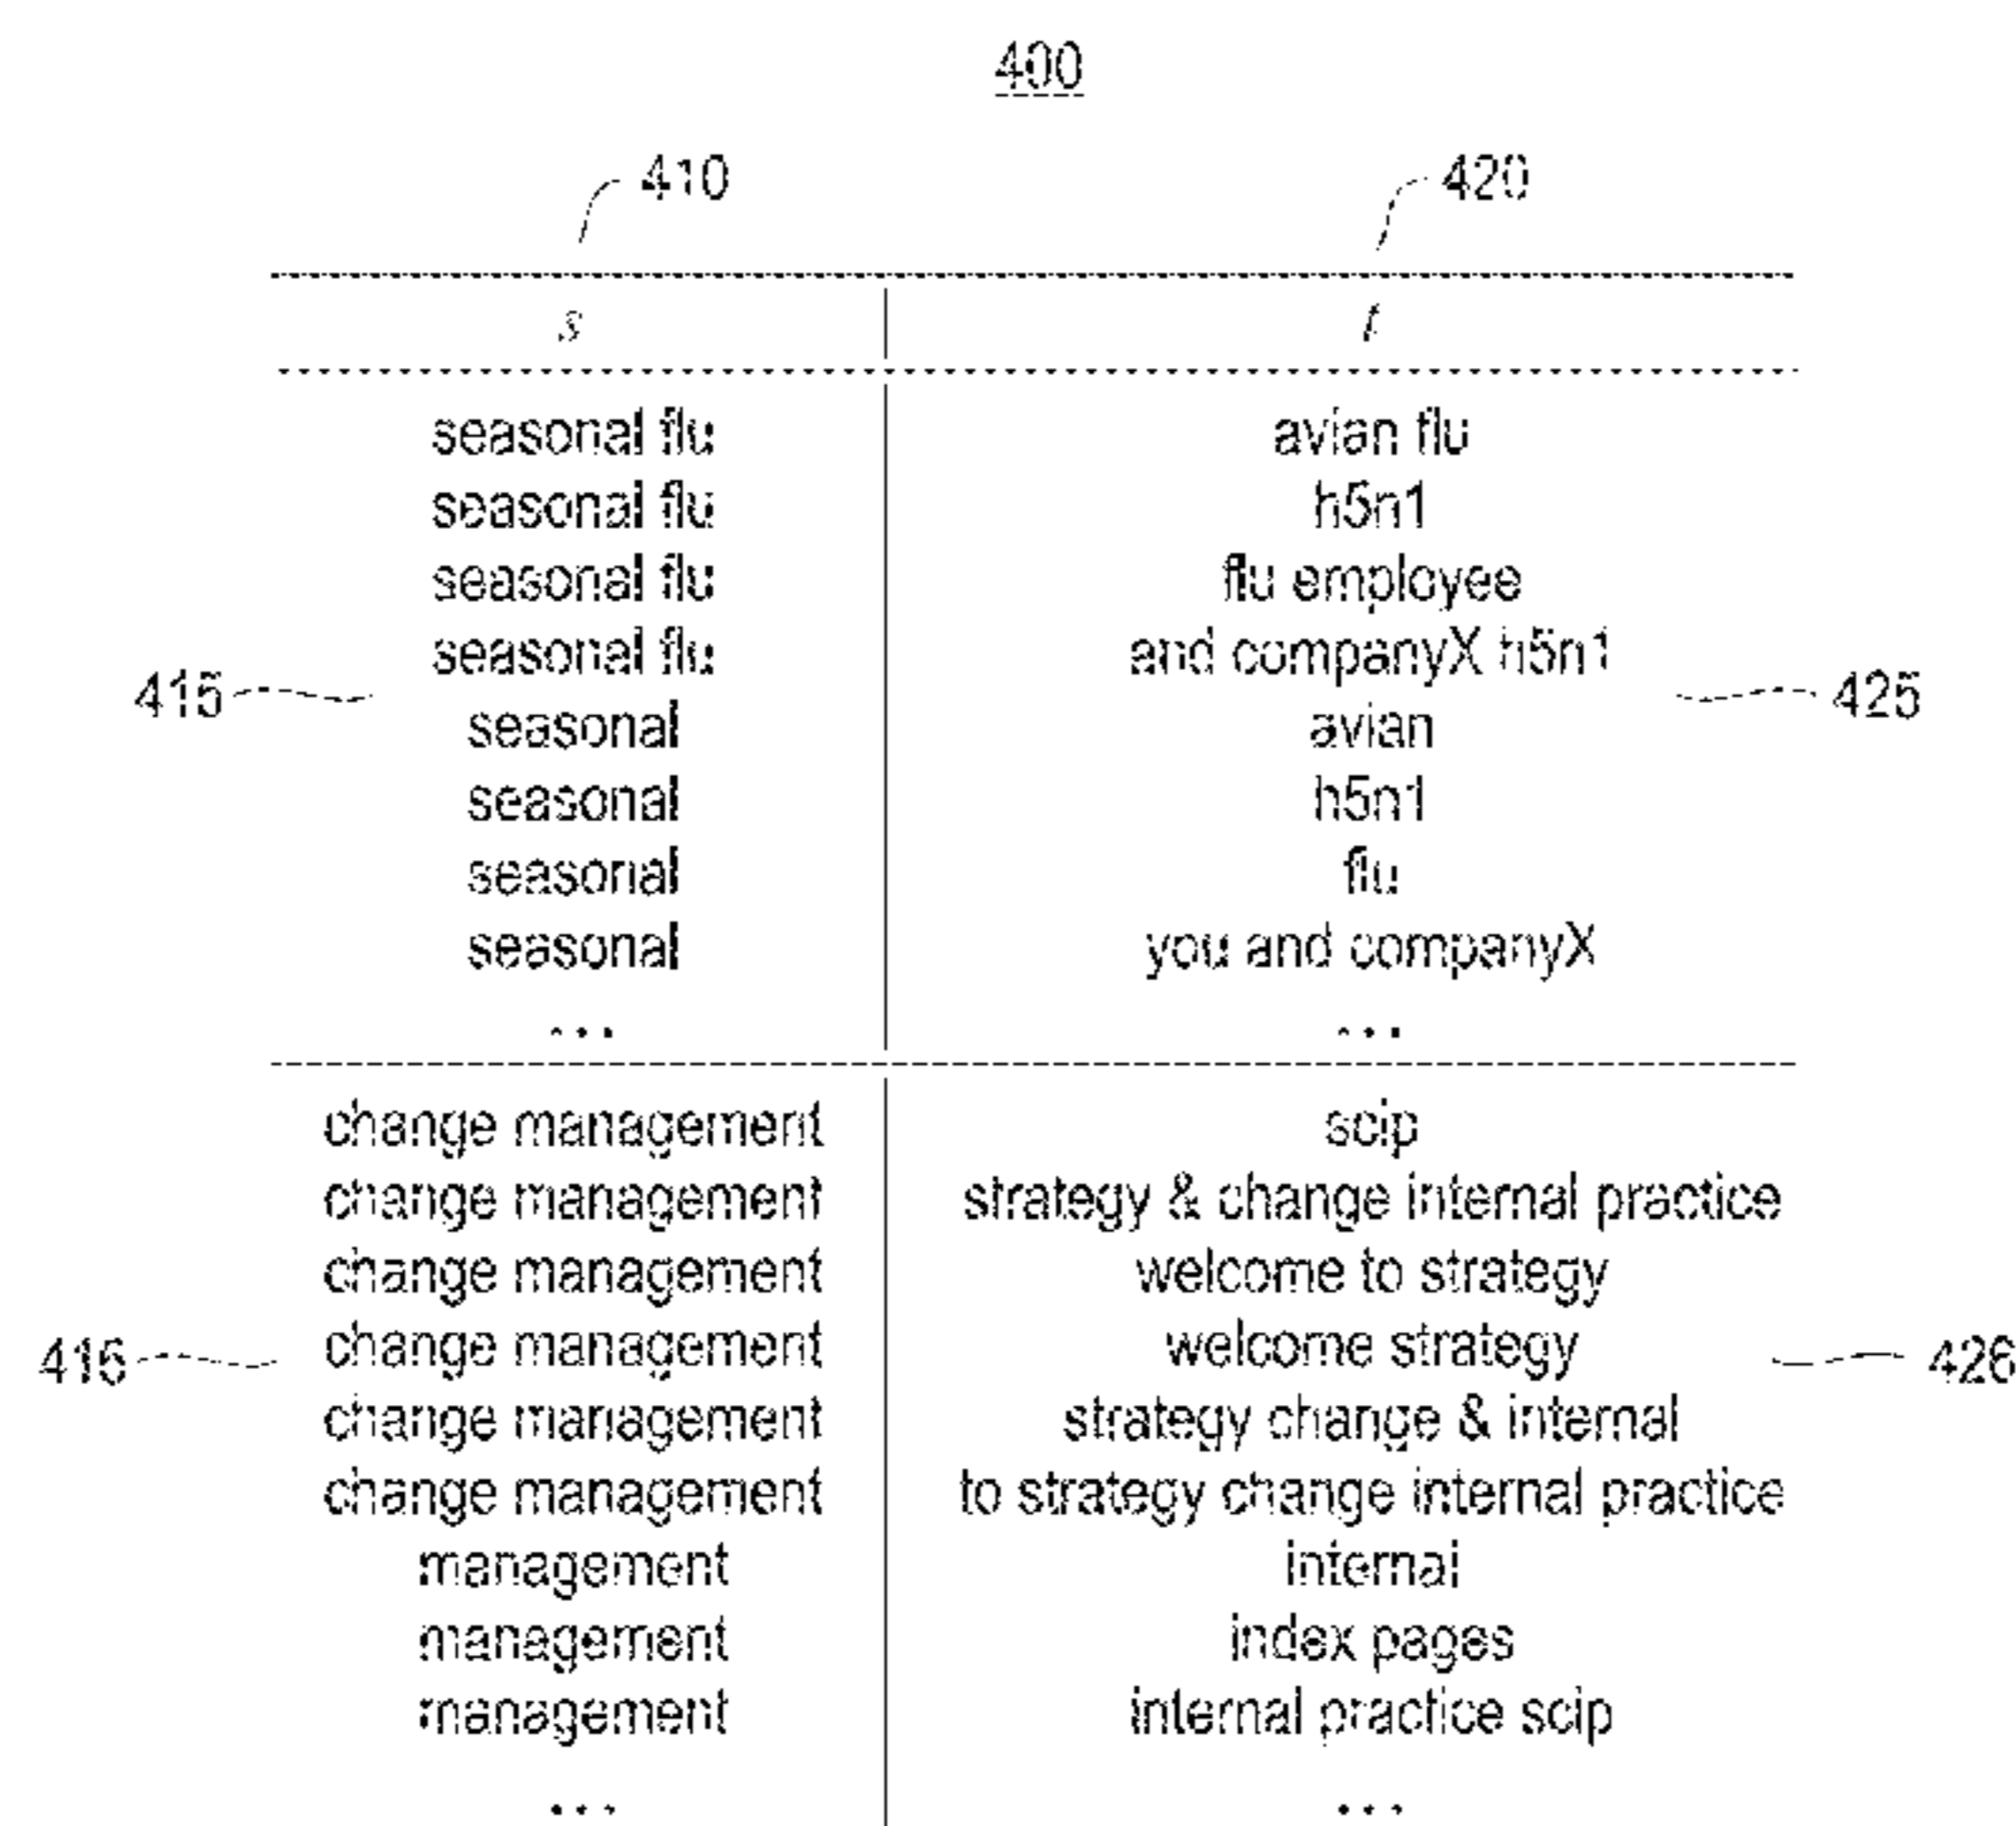 400
410 420
s t
seasonal flu avian flu
seasonal flu h5n1
seasonal flu flu employee
seasonal flu and companyX h5n1
415 425
seasonal avian
seasonal h5n1
seasonal flu
seasonal you and companyX
... ...
change management scip
change management strategy & change internal practice
change management welcome to strategy
change management welcome strategy
416 426
change management strategy change & internal
change management to strategy change internal practice
management internal
management index pages
management internal practice scip
... ...